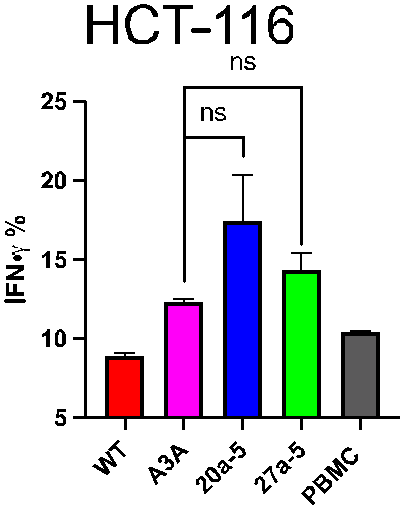 HCT-116
ns
ns
25
20
15
10
5
IFN•γ %
WT
A3A
20a-5
27a-5
PBMC